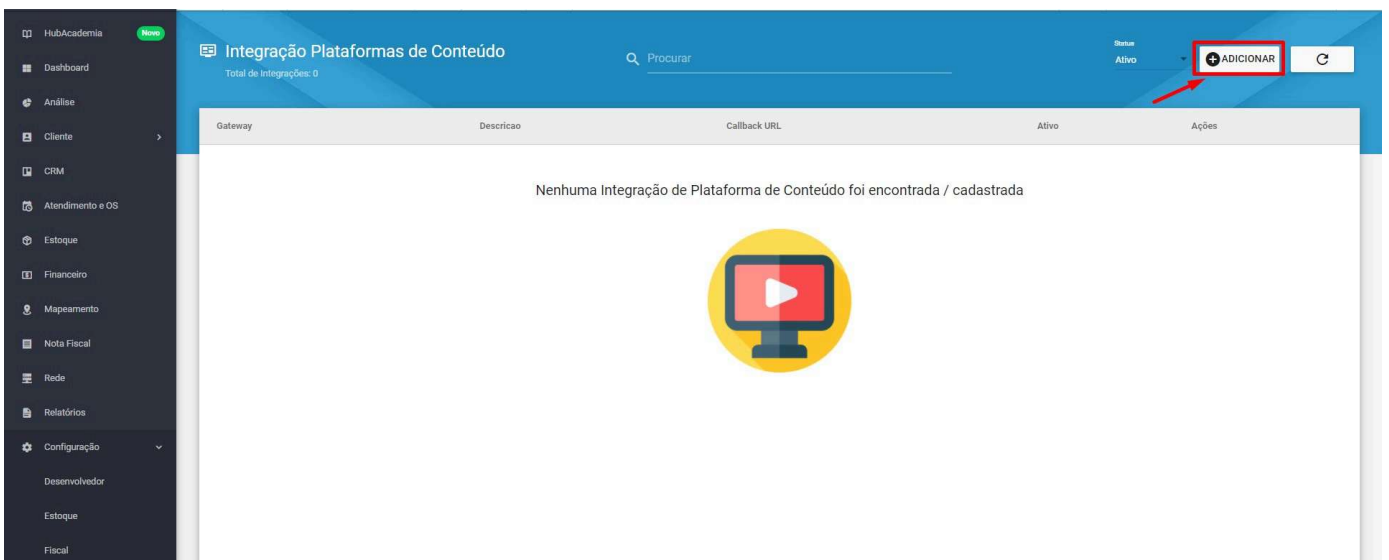 HubAcademia Novo
Dashboard
Análise
Cliente
CRM
Atendimento e OS
Estoque
Financeiro
Mapeamento
Nota Fiscal
Rede
Relatórios
Configuração
Desenvolvedor
Estoque
Fiscal
Integração Plataformas de Conteúdo
Total de Integrações: 0
Procurar
Status
Ativo
ADICIONAR
Gateway Descricao Callback URL Ativo Ações
Nenhuma Integração de Plataforma de Conteúdo foi encontrada / cadastrada